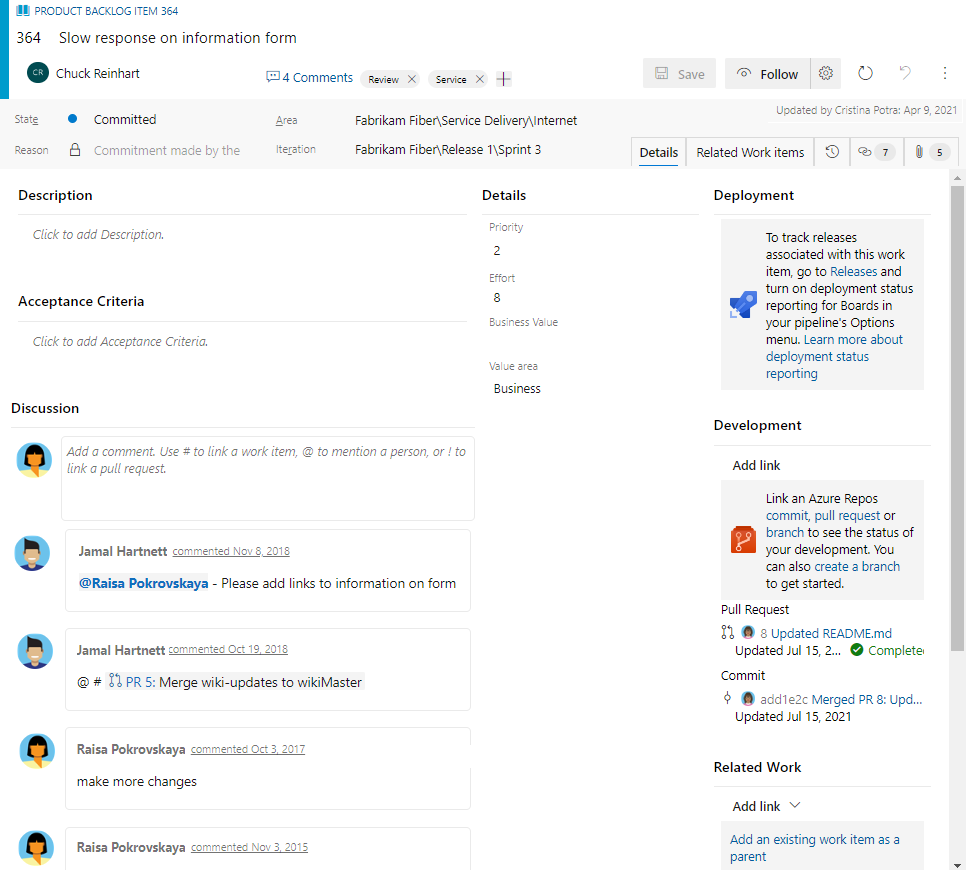 PRODUCT BACKLOG ITEM 364
364 Slow response on information form
CR Chuck Reinhart
4 Comments
Review
Service
Save
Follow
Updated by Cristina Potra: Apr 9, 2021
State Committed
Area Fabrikam Fiber\Service Delivery\Internet
Reason Commitment made by the
Iteration Fabrikam Fiber\Release 1\Sprint 3
Details
Related Work items
7
5
Description
Click to add Description.
Acceptance Criteria
Click to add Acceptance Criteria.
Discussion
Add a comment. Use # to link a work item, @ to mention a person, or ! to
link a pull request.
Jamal Hartnett commented Nov 8, 2018
@Raisa Pokrovskaya - Please add links to information on form
Jamal Hartnett commented Oct 19, 2018
@ # PR 5: Merge wiki-updates to wikiMaster
Raisa Pokrovskaya commented Oct 3, 2017
make more changes
Raisa Pokrovskaya commented Nov 3, 2015
Details
Priority
2
Effort
8
Business Value
Value area
Business
Deployment
To track releases
associated with this work
item, go to Releases and
turn on deployment status
reporting for Boards in
your pipeline's Options
menu. Learn more about
deployment status
reporting
Development
Add link
Link an Azure Repos
commit, pull request or
branch to see the status of
your development. You
can also create a branch
to get started.
Pull Request
8 Updated README.md
Updated Jul 15, 2... Complete
Commit
add1e2c Merged PR 8: Upd...
Updated Jul 15, 2021
Related Work
Add link
Add an existing work item as a
parent